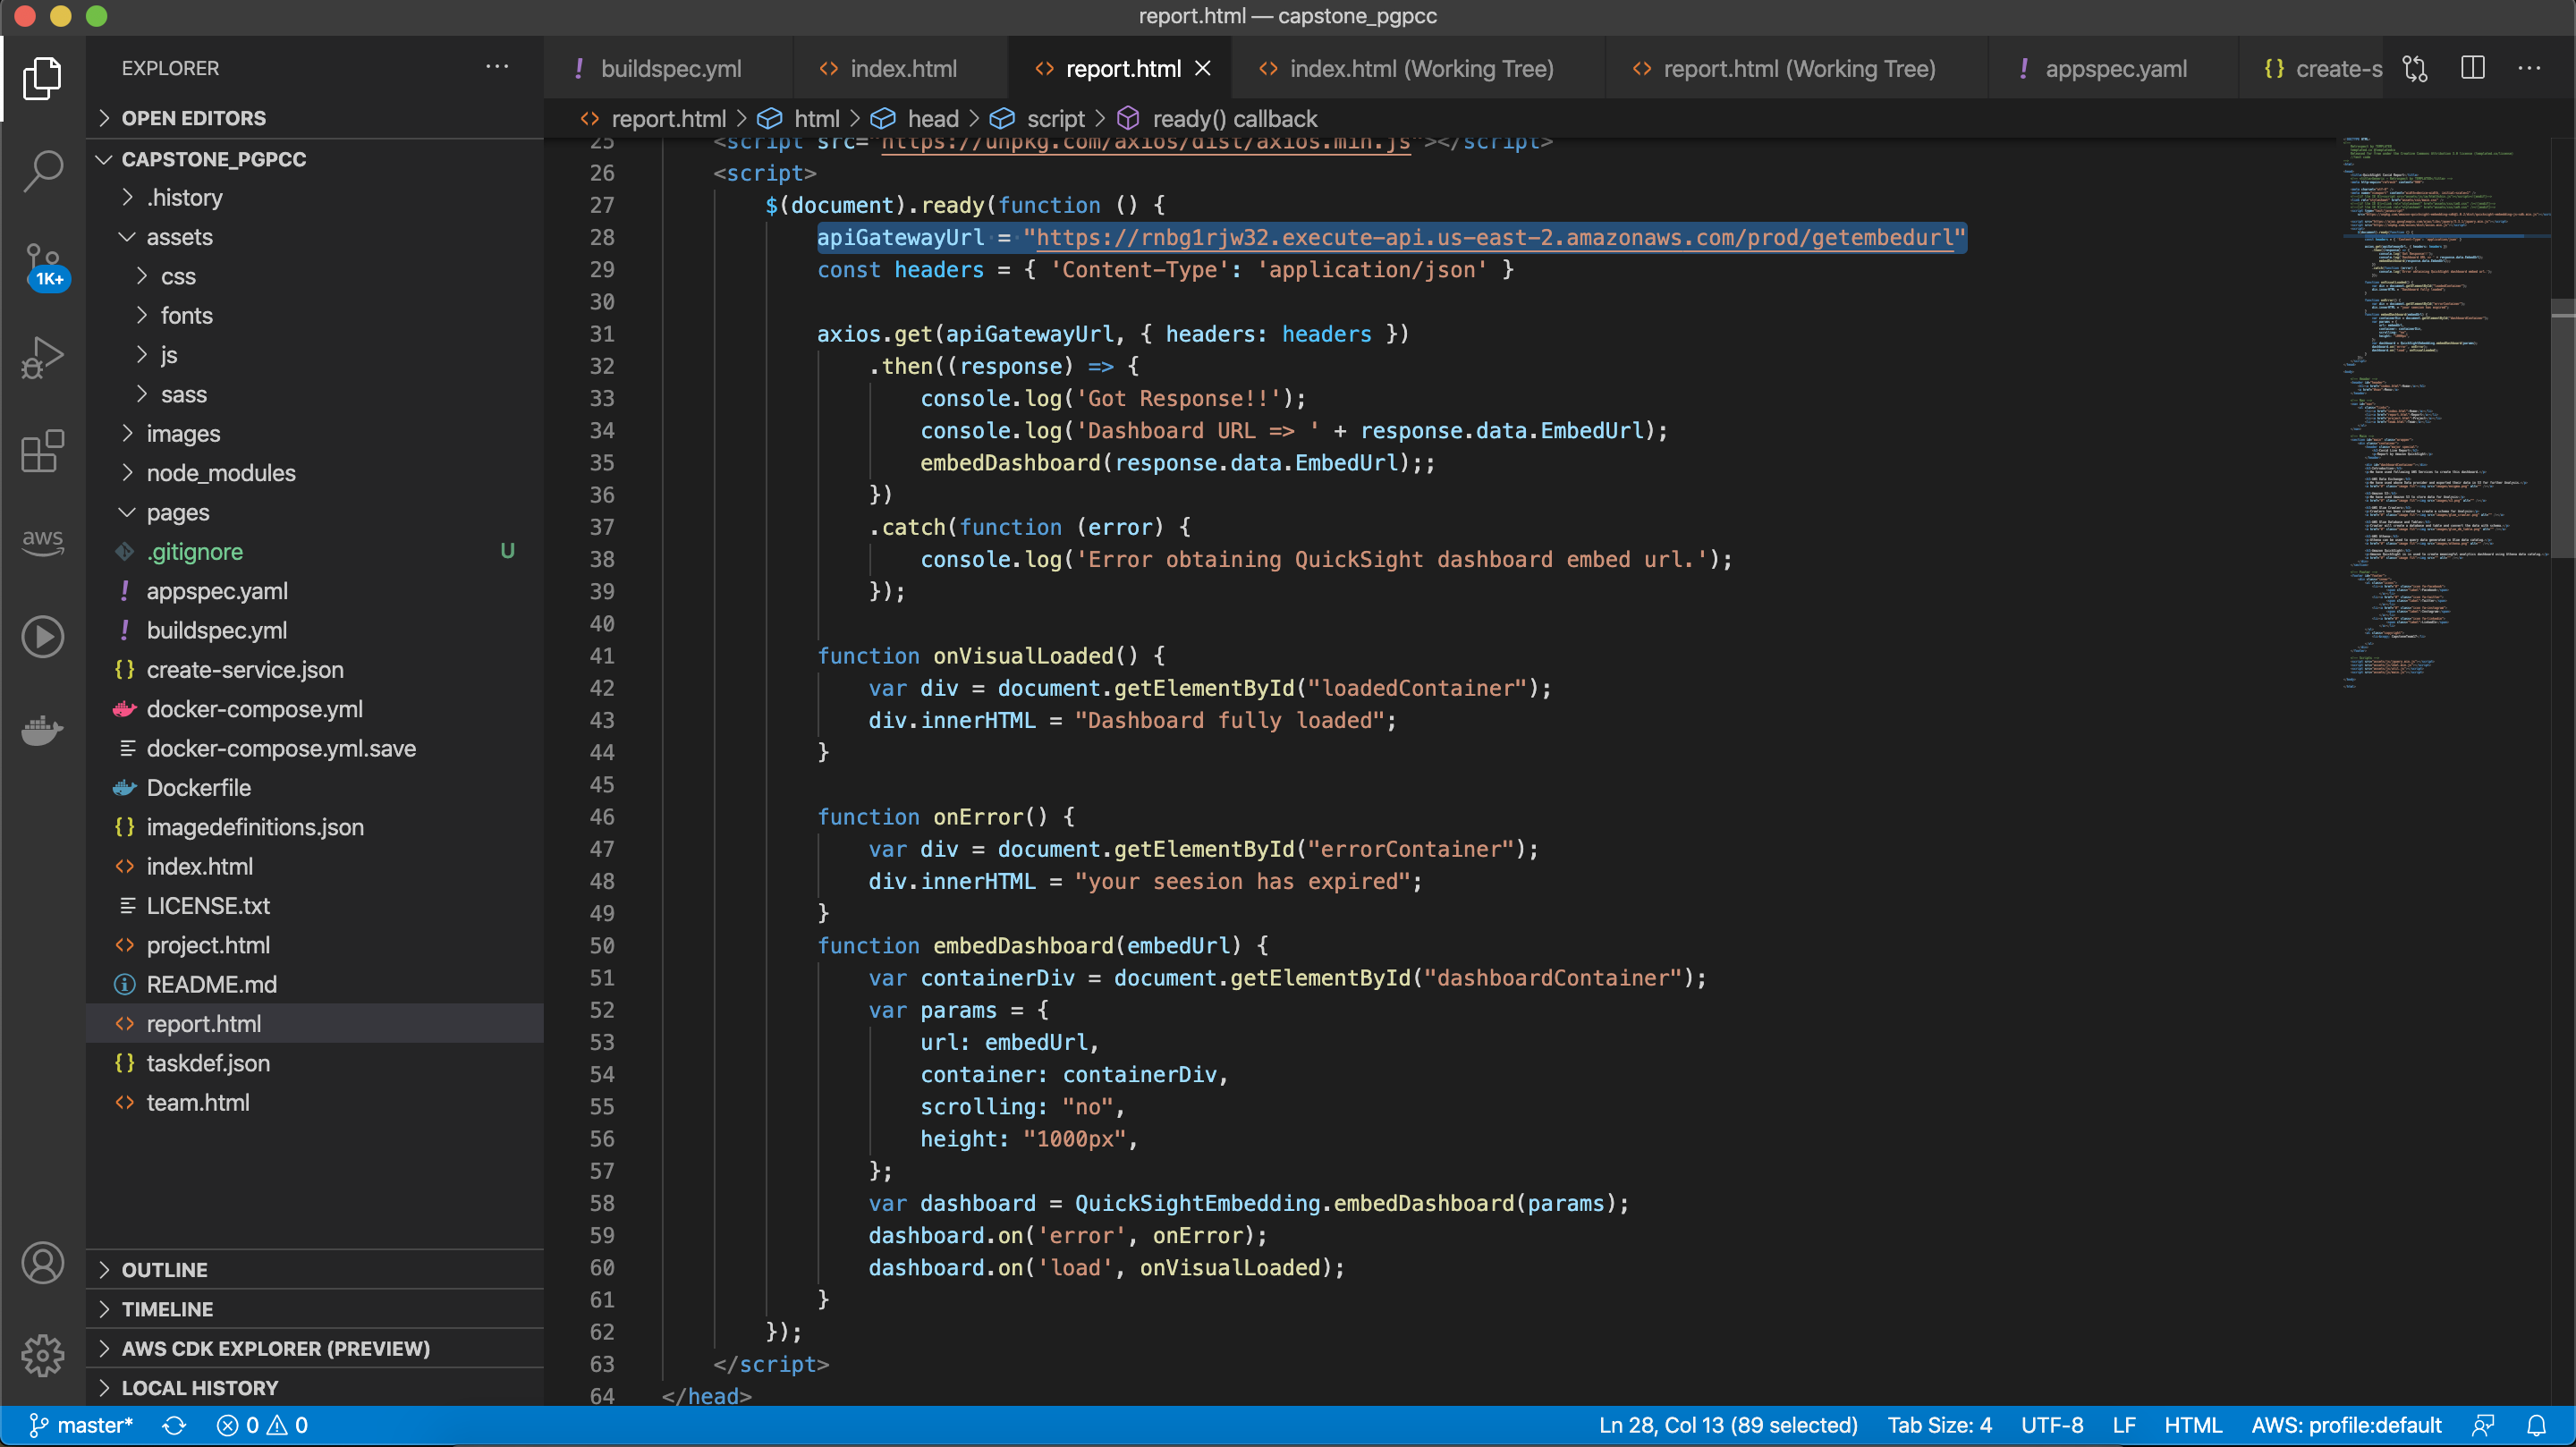 report.html — capstone_pgpcc
EXPLORER
OPEN EDITORS
CAPSTONE_PGPCC
.history
assets
css
fonts
js
sass
images
node_modules
pages
.gitignore U
appspec.yaml
buildspec.yml
create-service.json
docker-compose.yml
docker-compose.yml.save
Dockerfile
imagedefinitions.json
index.html
LICENSE.txt
project.html
README.md
report.html
taskdef.json
team.html
OUTLINE
TIMELINE
AWS CDK EXPLORER (PREVIEW)
LOCAL HISTORY
1K+
aws
buildspec.yml index.html report.html index.html (Working Tree) report.html (Working Tree) appspec.yaml create-s
report.html > html > head > script > ready() callback
25 <script src="https://unpkg.com/axios/dist/axios.min.js"></script>
26 <script>
27 $(document).ready(function () {
28 apiGatewayUrl = "https://rnbg1rjw32.execute-api.us-east-2.amazonaws.com/prod/getembedurl"
29 const headers = { 'Content-Type': 'application/json' }
30
31 axios.get(apiGatewayUrl, { headers: headers })
32 .then((response) => {
33 console.log('Got Response!!');
34 console.log('Dashboard URL => ' + response.data.EmbedUrl);
35 embedDashboard(response.data.EmbedUrl);;
36 })
37 .catch(function (error) {
38 console.log('Error obtaining QuickSight dashboard embed url.');
39 });
40
41 function onVisualLoaded() {
42 var div = document.getElementById("loadedContainer");
43 div.innerHTML = "Dashboard fully loaded";
44 }
45
46 function onError() {
47 var div = document.getElementById("errorContainer");
48 div.innerHTML = "your seesion has expired";
49 }
50 function embedDashboard(embedUrl) {
51 var containerDiv = document.getElementById("dashboardContainer");
52 var params = {
53 url: embedUrl,
54 container: containerDiv,
55 scrolling: "no",
56 height: "1000px",
57 };
58 var dashboard = QuickSightEmbedding.embedDashboard(params);
59 dashboard.on('error', onError);
60 dashboard.on('load', onVisualLoaded);
61 }
62 });
63 </script>
64 </head>
master* 0 0 Ln 28, Col 13 (89 selected) Tab Size: 4 UTF-8 LF HTML AWS: profile:default